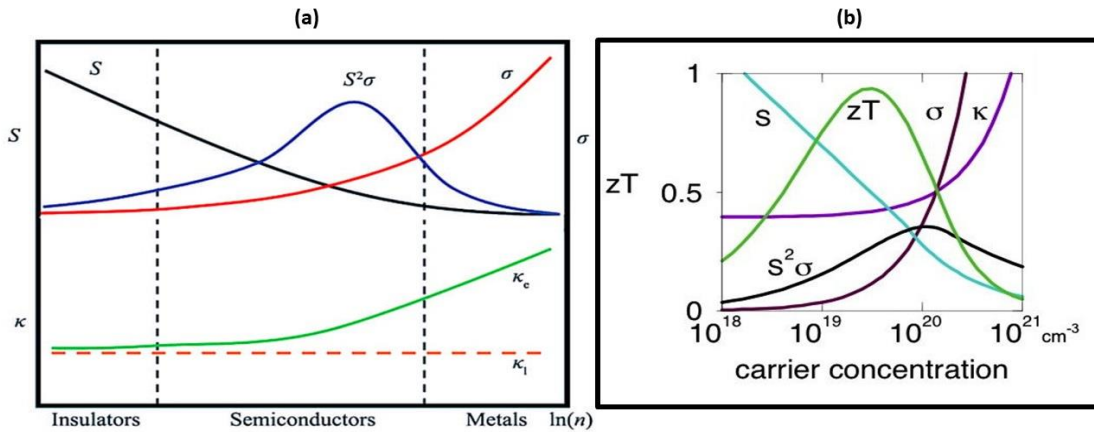 (a)
S
S²σ
σ
S
σ
κ
κₑ
κₗ
Insulators
Semiconductors
Metals
ln(n)
(b)
1
S
zT
σ
κ
zT
0.5
S²σ
0
10¹⁸
10¹⁹
10²⁰
10²¹
cm⁻³
carrier concentration